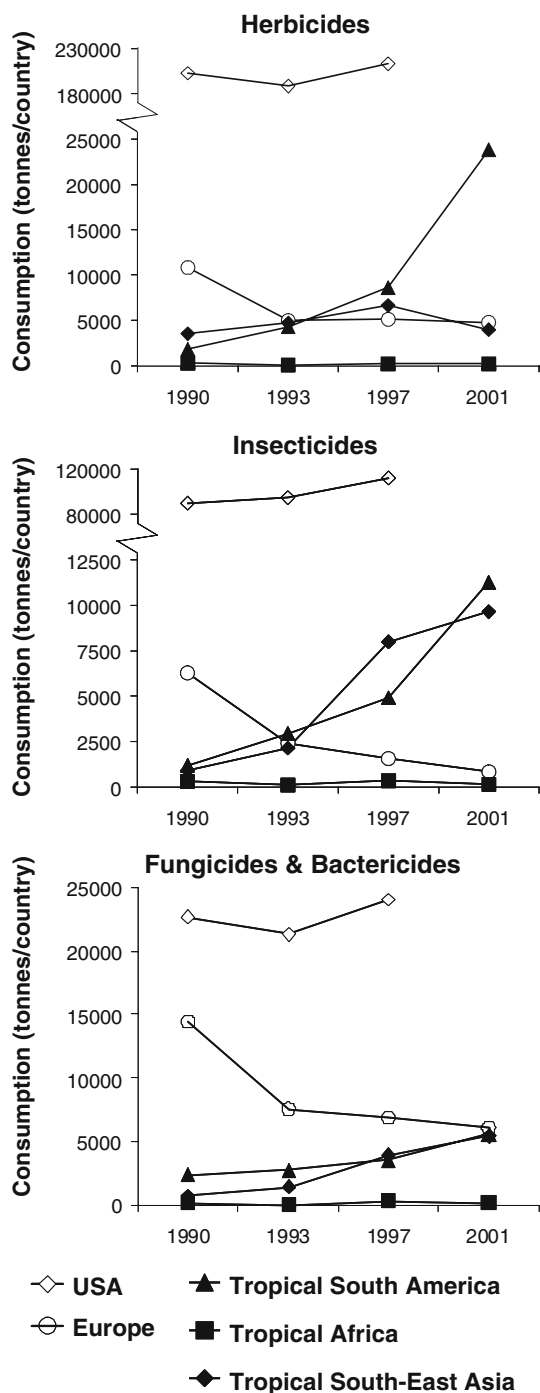 Herbicides
Consumption (tonnes/country)
230000
180000
25000
20000
15000
10000
5000
0
1990 1993 1997 2001
Insecticides
Consumption (tonnes/country)
120000
80000
12500
10000
7500
5000
2500
0
1990 1993 1997 2001
Fungicides & Bactericides
Consumption (tonnes/country)
25000
20000
15000
10000
5000
0
1990 1993 1997 2001
USA
Europe
Tropical South America
Tropical Africa
Tropical South-East Asia